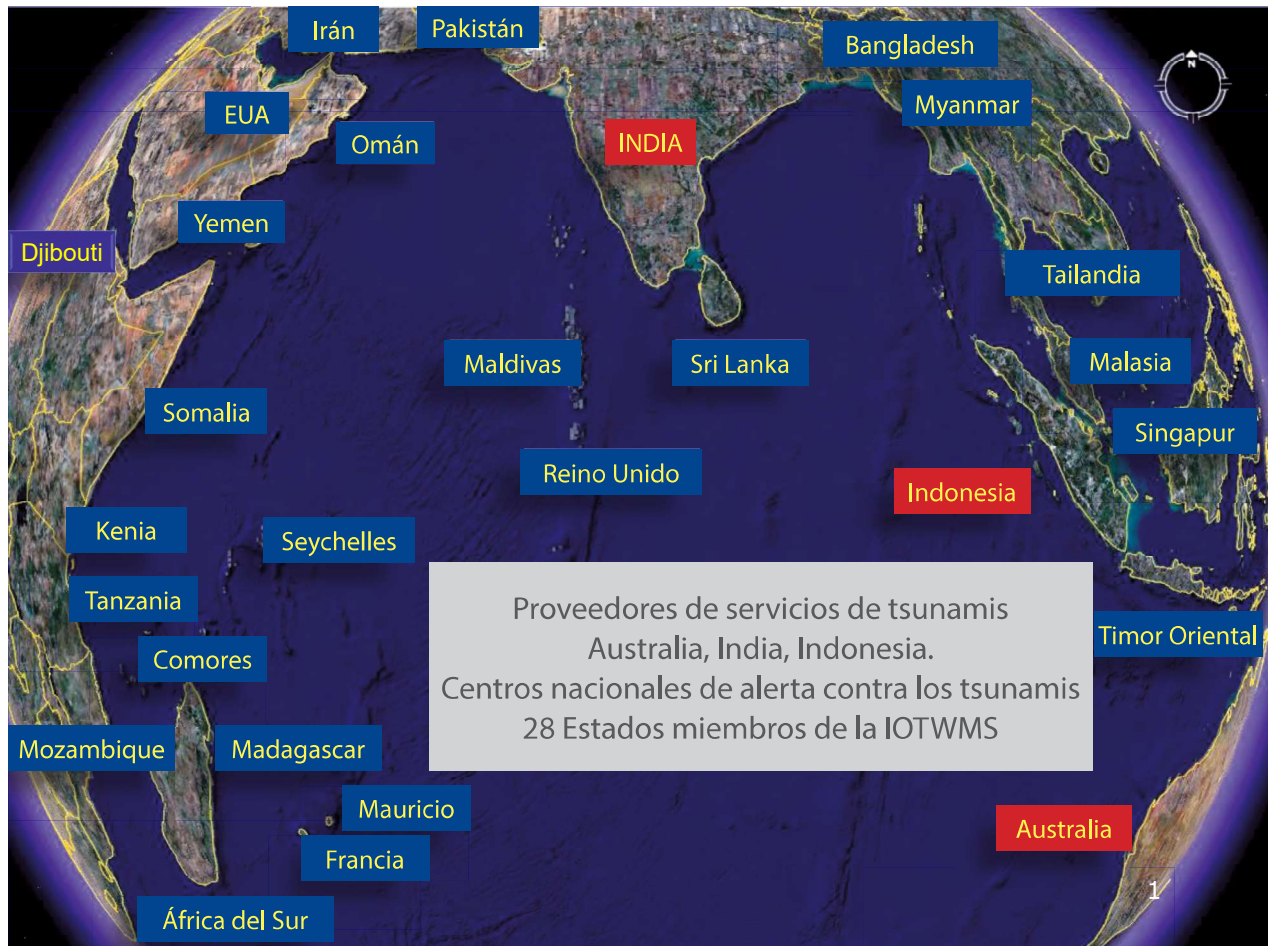 Irán
Pakistán
Bangladesh
N
EUA
Myanmar
Omán
INDIA
Yemen
Djibouti
Tailandia
Maldivas
Sri Lanka
Malasia
Somalia
Singapur
Reino Unido
Indonesia
Kenia
Seychelles
Tanzania
Proveedores de servicios de tsunamis
Australia, India, Indonesia.
Centros nacionales de alerta contra los tsunamis
28 Estados miembros de la IOTWMS
Timor Oriental
Comores
Mozambique
Madagascar
Mauricio
Australia
Francia
1
África del Sur